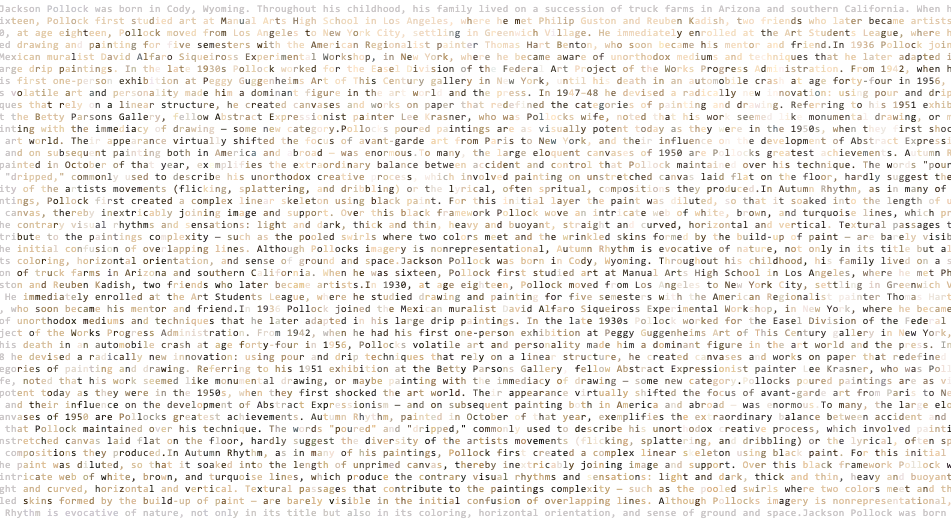 Jackson Pollock was born in Cody, Wyoming. Throughout his childhood, his family lived on a succession of truck farms in Arizona and southern California. When h
ixteen, Pollock first studied art at Manual Arts High School in Los Angeles, where he met Philip Guston and Reuben Kadish, two friends who later became artists
0, at age eighteen, Pollock moved from Los Angeles to New York City, settling in Greenwich Village. He immediately enrolled at the Art Students League, where h
ed drawing and painting for five semesters with the American Regionalist painter Thomas Hart Benton, who soon became his mentor and friend.In 1936 Pollock join
Mexican muralist David Alfaro Siqueiross Experimental Workshop, in New York, where he became aware of unorthodox mediums and techniques that he later adapted i
arge drip paintings. In the late 1930s Pollock worked for the Easel Division of the Federal Art Project of the Works Progress Administration. From 1942, when h
is first one-person exhibition at Peggy Guggenheims Art of This Century gallery in New York, until his death in an automobile crash at age forty-four in 1956,
s volatile art and personality made him a dominant figure in the art world and the press. In 1947-48 he devised a radically new innovation: using pour and drip
ques that rely on a linear structure, he created canvases and works on paper that redefined the categories of painting and drawing. Referring to his 1951 exhib
t the Betty Parsons Gallery, fellow Abstract Expressionist painter Lee Krasner, who was Pollocks wife, noted that his work seemed like monumental drawing, or m
inting with the immediacy of drawing — some new category.Pollocks poured paintings are as visually potent today as they were in the 1950s, when they first shoc
art world. Their appearance virtually shifted the focus of avant-garde art from Paris to New York, and their influence on the development of Abstract Expressi
and on subsequent painting both in America and abroad — was enormous.To many, the large eloquent canvases of 1950 are Pollocks greatest achievements. Autumn R
painted in October of that year, exemplifies the extraordinary balance between accident and control that Pollock maintained over his technique. The words "pour
"dripped," commonly used to describe his unorthodox creative process, which involved painting on unstretched canvas laid flat on the floor, hardly suggest the
ity of the artists movements (flicking, splattering, and dribbling) or the lyrical, often spritual, compositions they produced.In Autumn Rhythm, as in many of
ntings, Pollock first created a complex linear skeleton using black paint. For this initial layer the paint was diluted, so that it soaked into the length of u
canvas, thereby inextricably joining image and support. Over this black framework Pollock wove an intricate web of white, brown, and turquoise lines, which pr
he contrary visual rhythms and sensations: light and dark, thick and thin, heavy and buoyant, straight and curved, horizontal and vertical. Textural passages t
tribute to the paintings complexity — such as the pooled swirls where two colors meet and the wrinkled skins formed by the build-up of paint — are barely visib
he initial confusion of overlapping lines. Although Pollocks imagery is nonrepresentational, Autumn Rhythm is evocative of nature, not only in its title but al
ts coloring, horizontal orientation, and sense of ground and space.Jackson Pollock was born in Cody, Wyoming. Throughout his childhood, his family lived on a s
on of truck farms in Arizona and southern California. When he was sixteen, Pollock first studied art at Manual Arts High School in Los Angeles, where he met Ph
ston and Reuben Kadish, two friends who later became artists.In 1930, at age eighteen, Pollock moved from Los Angeles to New York City, settling in Greenwich V
He immediately enrolled at the Art Students League, where he studied drawing and painting for five semesters with the American Regionalist painter Thomas Hart
, who soon became his mentor and friend.In 1936 Pollock joined the Mexican muralist David Alfaro Siqueiross Experimental Workshop, in New York, where he became
of unorthodox mediums and techniques that he later adapted in his large drip paintings. In the late 1930s Pollock worked for the Easel Division of the Federal
ject of the Works Progress Administration. From 1942, when he had his first one-person exhibition at Peggy Guggenheims Art of This Century gallery in New York,
his death in an automobile crash at age forty-four in 1956, Pollocks volatile art and personality made him a dominant figure in the art world and the press. In
8 he devised a radically new innovation: using pour and drip techniques that rely on a linear structure, he created canvases and works on paper that redefined
egories of painting and drawing. Referring to his 1951 exhibition at the Betty Parsons Gallery, fellow Abstract Expressionist painter Lee Krasner, who was Poll
fe, noted that his work seemed like monumental drawing, or maybe painting with the immediacy of drawing — some new category.Pollocks poured paintings are as v
potent today as they were in the 1950s, when they first shocked the art world. Their appearance virtually shifted the focus of avant-garde art from Paris to Ne
and their influence on the development of Abstract Expressionism — and on subsequent painting both in America and abroad — was enormous.To many, the large elo
anvases of 1950 are Pollocks greatest achievements. Autumn Rhythm, painted in October of that year, exemplifies the extraordinary balance between accident and
that Pollock maintained over his technique. The words "poured" and "dripped," commonly used to describe his unorthodox creative process, which involved painti
nstretched canvas laid flat on the floor, hardly suggest the diversity of the artists movements (flicking, splattering, and dribbling) or the lyrical, often sp
compositions they produced.In Autumn Rhythm, as in many of his paintings, Pollock first created a complex linear skeleton using black paint. For this initial
he paint was diluted, so that it soaked into the length of unprimed canvas, thereby inextricably joining image and support. Over this black framework Pollock w
intricate web of white, brown, and turquoise lines, which produce the contrary visual rhythms and sensations: light and dark, thick and thin, heavy and buoyant
ight and curved, horizontal and vertical. Textural passages that contribute to the paintings complexity — such as the pooled swirls where two colors meet and th
led skins formed by the build-up of paint — are barely visible in the initial confusion of overlapping lines. Although Pollocks imagery is nonrepresentational,
Rhythm is evocative of nature, not only in its title but also in its coloring, horizontal orientation, and sense of ground and space.Jackson Pollock was born